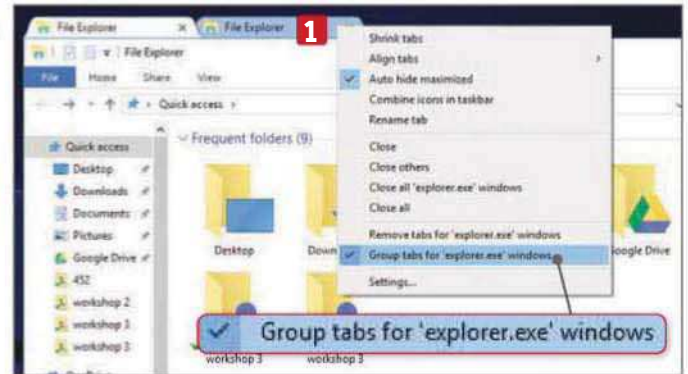 File Explorer
File Explorer
1
File Explorer
File Home Share View
Quick access
Quick access
Desktop
Downloads
Documents
Pictures
Google Drive
452
workshop 2
workshop 3
workshop 3
Frequent folders (9)
Desktop
Down
Google Drive
workshop 3
workshop 3
Shrink tabs
Align tabs
Auto hide maximized
Combine icons in taskbar
Rename tab
Close
Close others
Close all 'explorer.exe' windows
Close all
Remove tabs for 'explorer.exe' windows
Group tabs for 'explorer.exe' windows
Settings...
Group tabs for 'explorer.exe' windows